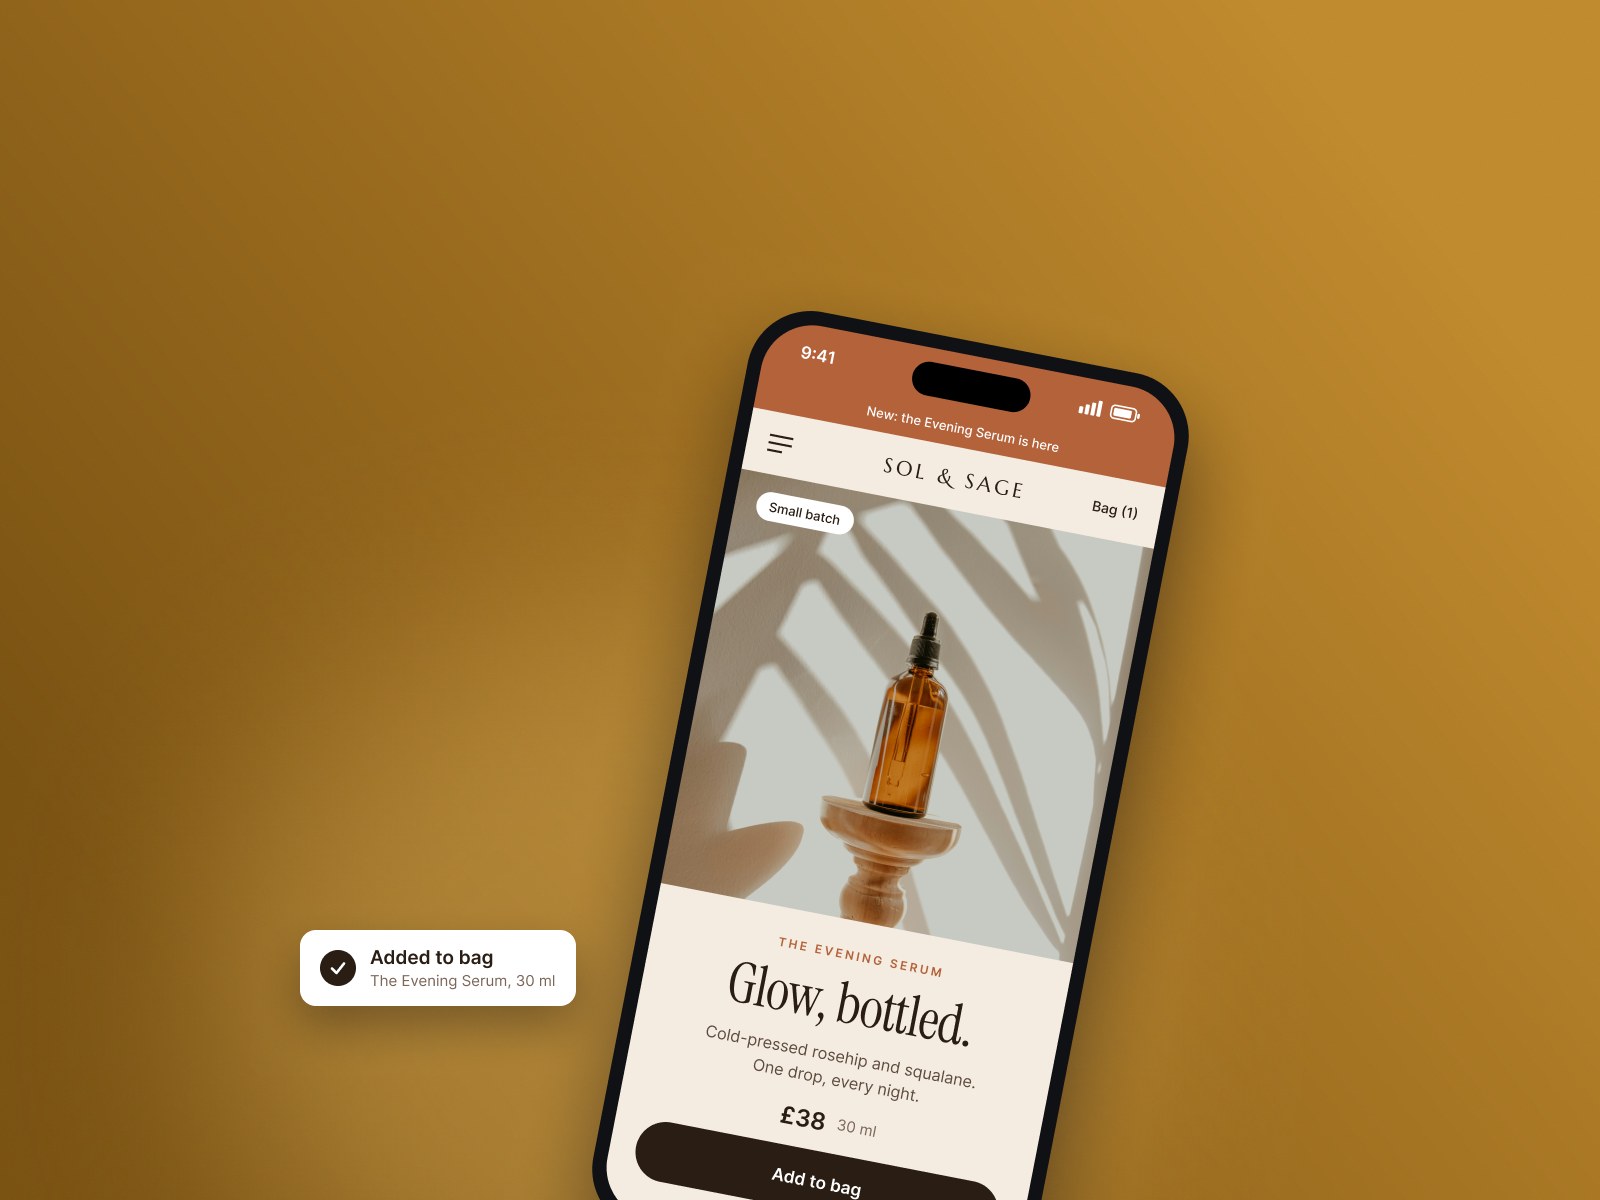 9:41
New: the Evening Serum is here
SOL & SAGE
Bag (1)
Small batch
THE EVENING SERUM
Glow, bottled.
Cold-pressed rosehip and squalane.
One drop, every night.
£38 30 ml
Add to bag
Added to bag
The Evening Serum, 30 ml